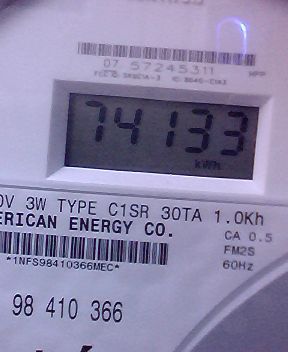 07 57245311
74133
kWh
0V 3W TYPE C1SR 30TA 1.0Kh
ERICAN ENERGY CO.
CA 0.5
FM2S
*1NFS98410366MEC*
60Hz
98 410 366